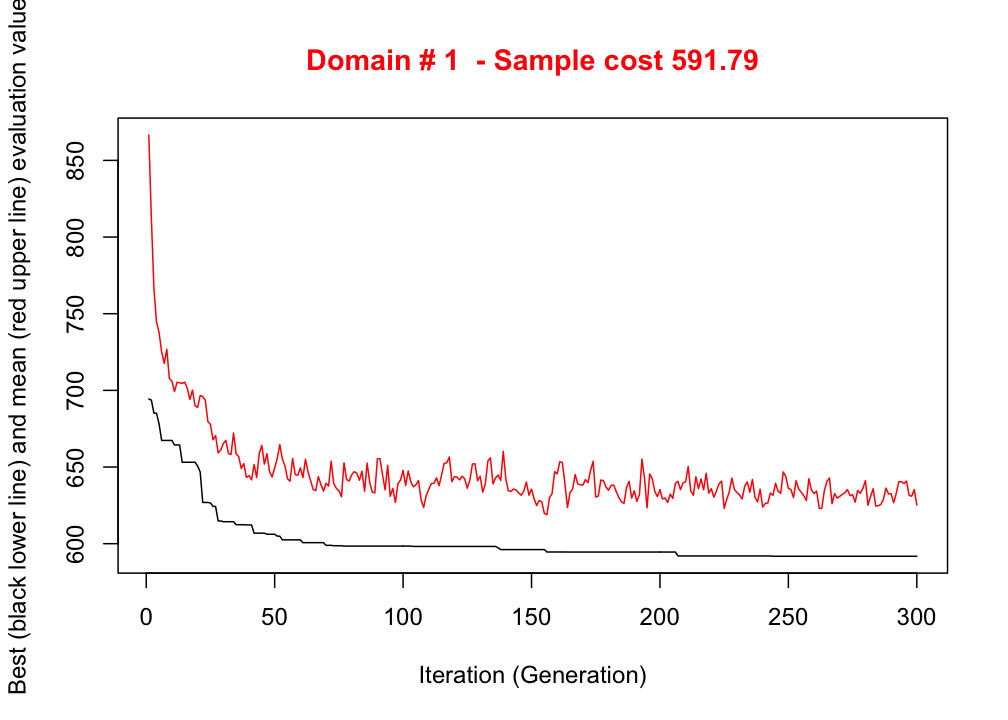 Domain # 1 - Sample cost 591.79
Best (black lower line) and mean (red upper line) evaluation value
850
800
750
700
650
600
0 50 100 150 200 250 300
Iteration (Generation)